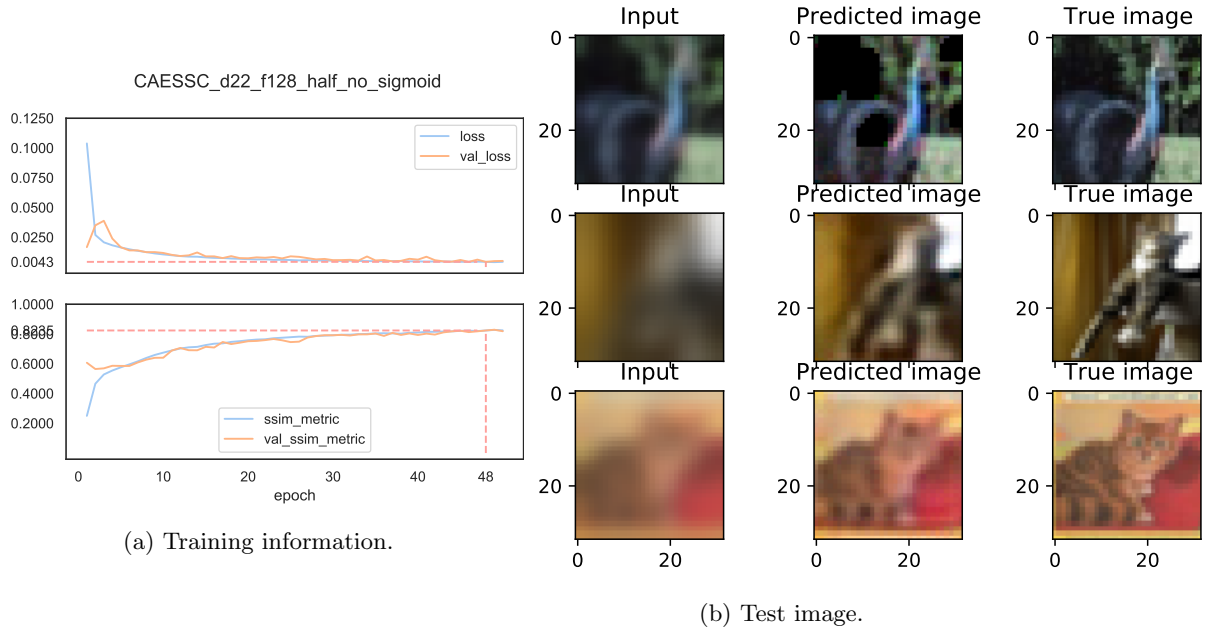 CAESSC_d22_f128_half_no_sigmoid
0.1250
0.1000
0.0750
0.0500
0.0250
0.0043
loss
val_loss
1.0000
0.8235
0.8000
0.6000
0.4000
0.2000
ssim_metric
val_ssim_metric
0 10 20 30 40 48
epoch
(a) Training information.
Input Predicted image True image
0 0 0
20 20 20
Input Predicted image True image
0 0 0
20 20 20
Input Predicted image True image
0 0 0
20 20 20
0 20 0 20 0 20
(b) Test image.